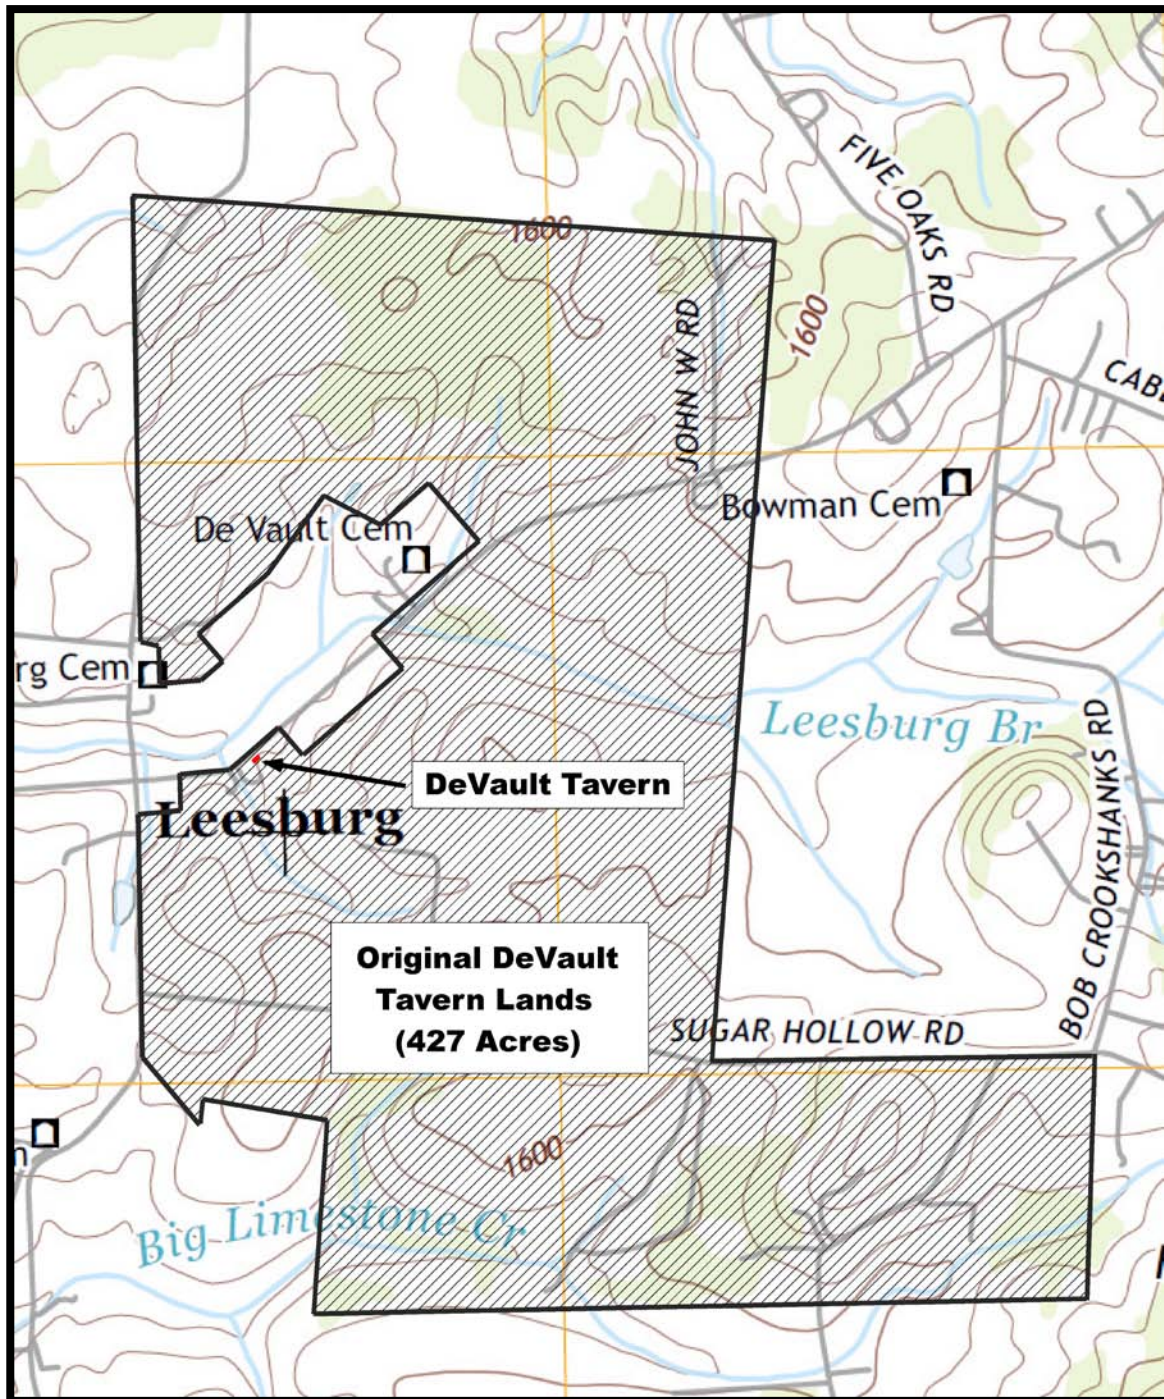 1600
FIVE OAKS RD
1600
JOHN W RD
CABL
De Vault Cem
Bowman Cem
rg Cem
Leesburg Br
DeVault Tavern
Leesburg
BOB CROOKSHANKS RD
Original DeVault
Tavern Lands
(427 Acres)
SUGAR HOLLOW RD
n
1600
Big Limestone Cr